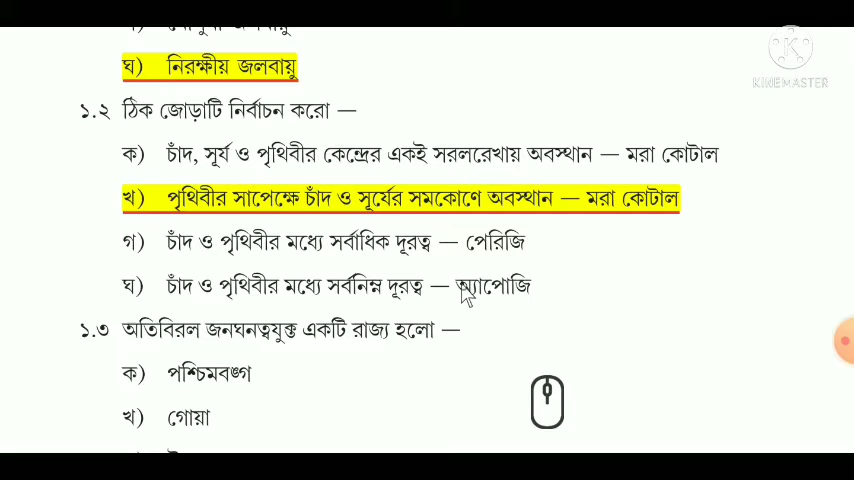 ঘ) নিরক্ষীয় জলবায়ু
KINEMASTER
১.২ ঠিক জোড়াটি নির্বাচন করো —
ক) চাঁদ, সূর্য ও পৃথিবীর কেন্দ্রের একই সরলরেখায় অবস্থান — মরা কোটাল
খ) পৃথিবীর সাপেক্ষে চাঁদ ও সূর্যের সমকোণে অবস্থান — মরা কোটাল
গ) চাঁদ ও পৃথিবীর মধ্যে সর্বাধিক দূরত্ব — পেরিজি
ঘ) চাঁদ ও পৃথিবীর মধ্যে সর্বনিম্ন দূরত্ব — অ্যাপোজি
১.৩ অতিবিরল জনঘনত্বযুক্ত একটি রাজ্য হলো —
ক) পশ্চিমবঙ্গ
খ) গোয়া